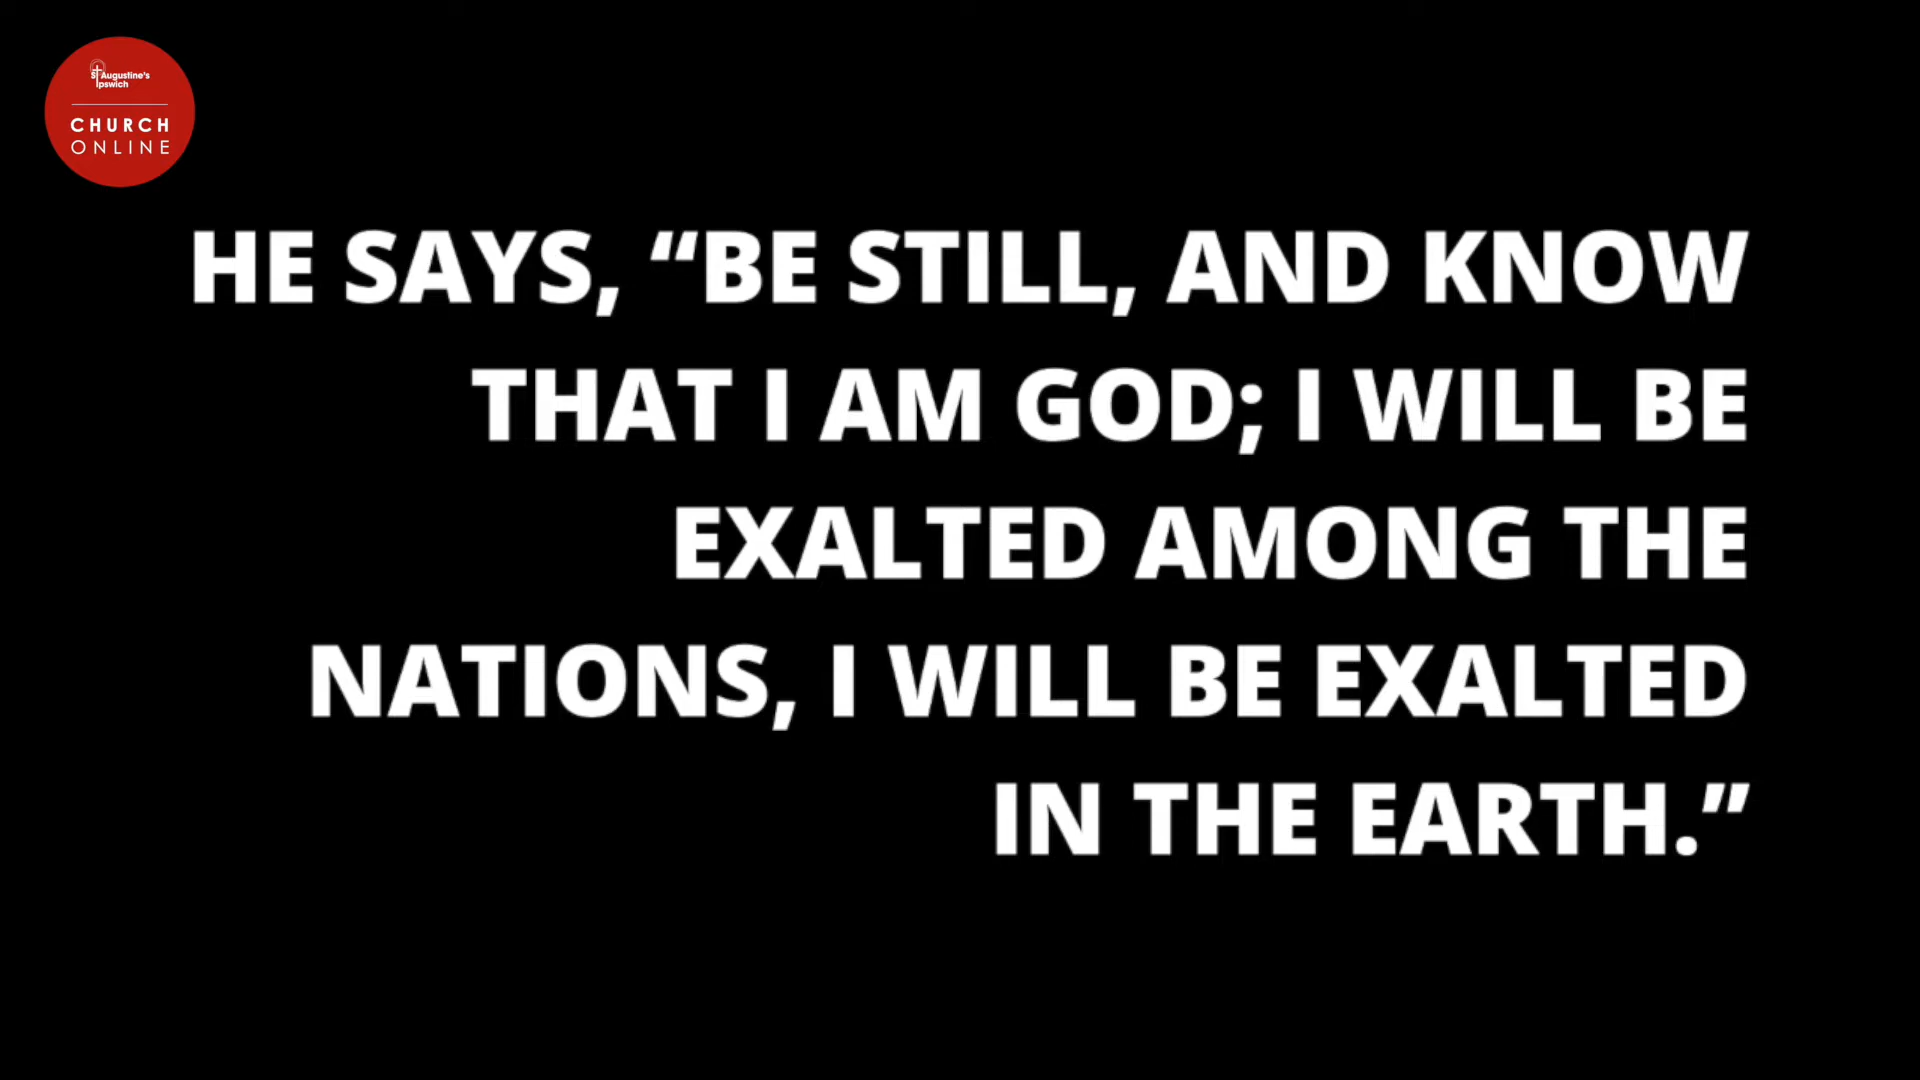 St Augustine's
Ipswich
CHURCH
ONLINE
HE SAYS, “BE STILL, AND KNOW
THAT I AM GOD; I WILL BE
EXALTED AMONG THE
NATIONS, I WILL BE EXALTED
IN THE EARTH.”